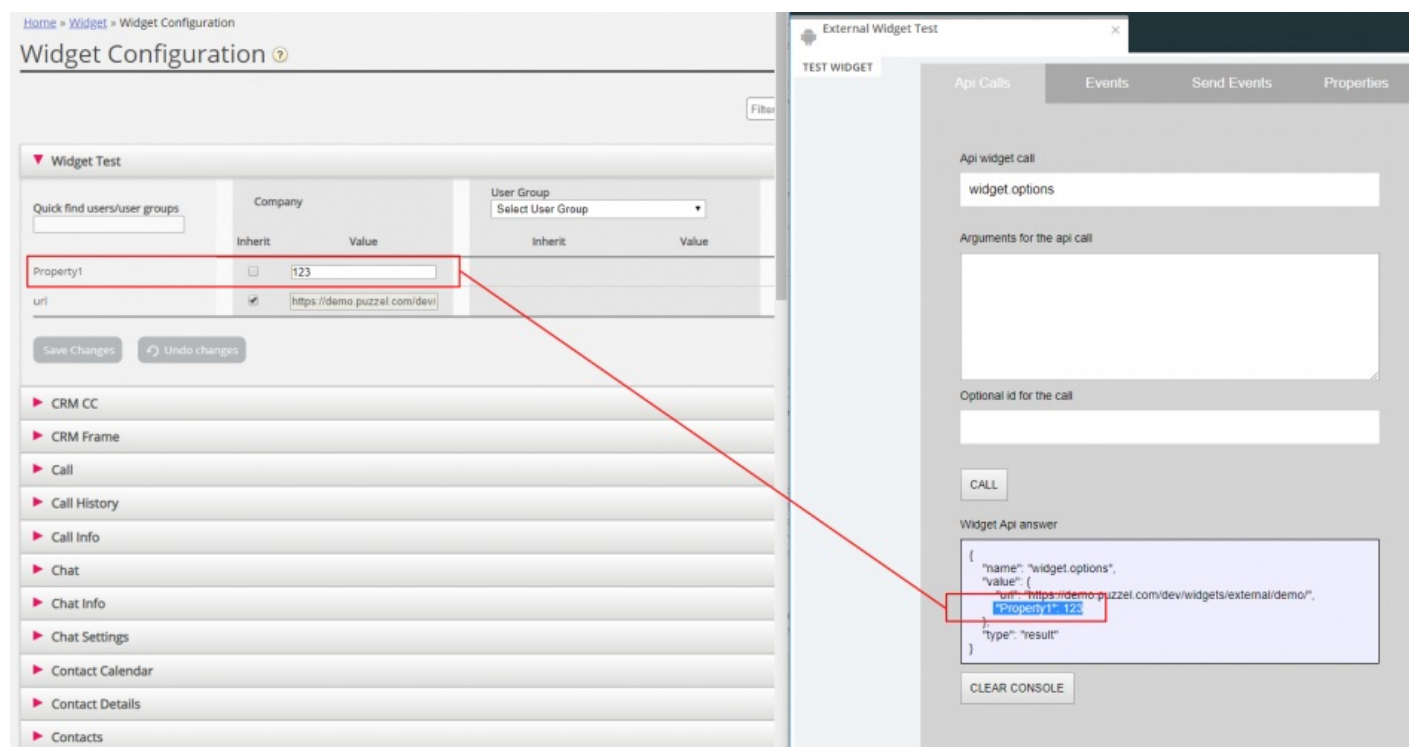 Home » Widget » Widget Configuration
Widget Configuration ?
Filter
Widget Test
Quick find users/user groups
Company
User Group
Select User Group
Inherit Value
Inherit Value
Property1 123
url https://demo.puzzel.com/dev/
Save Changes Undo changes
CRM CC
CRM Frame
Call
Call History
Call Info
Chat
Chat Info
Chat Settings
Contact Calendar
Contact Details
Contacts
External Widget Test ×
TEST WIDGET
Api Calls Events Send Events Properties
Api widget call
widget.options
Arguments for the api call
Optional id for the call
CALL
Widget Api answer
{
"name": "widget.options",
"value": {
"url": "https://demo.puzzel.com/dev/widgets/external/demo/",
"Property1": 123
},
"type": "result"
}
CLEAR CONSOLE